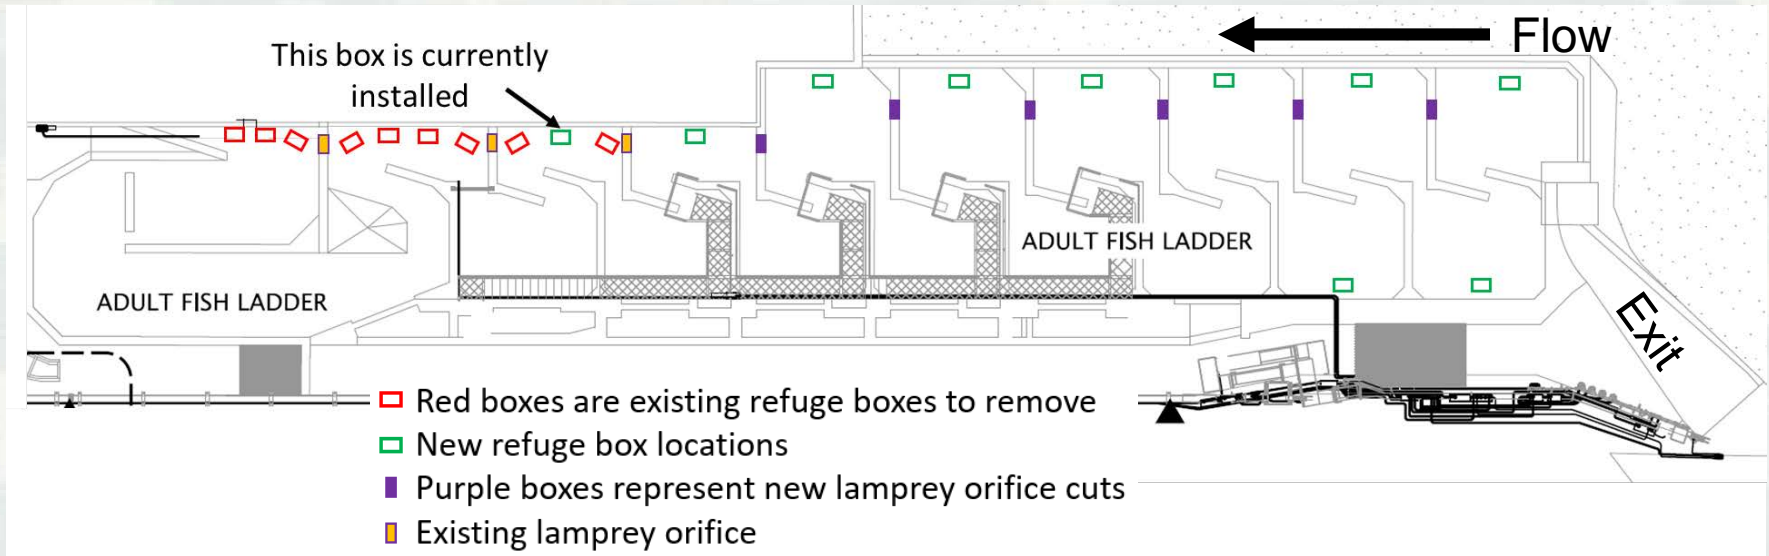 Flow
This box is currently
installed
ADULT FISH LADDER
ADULT FISH LADDER
Exit
Red boxes are existing refuge boxes to remove
New refuge box locations
Purple boxes represent new lamprey orifice cuts
Existing lamprey orifice